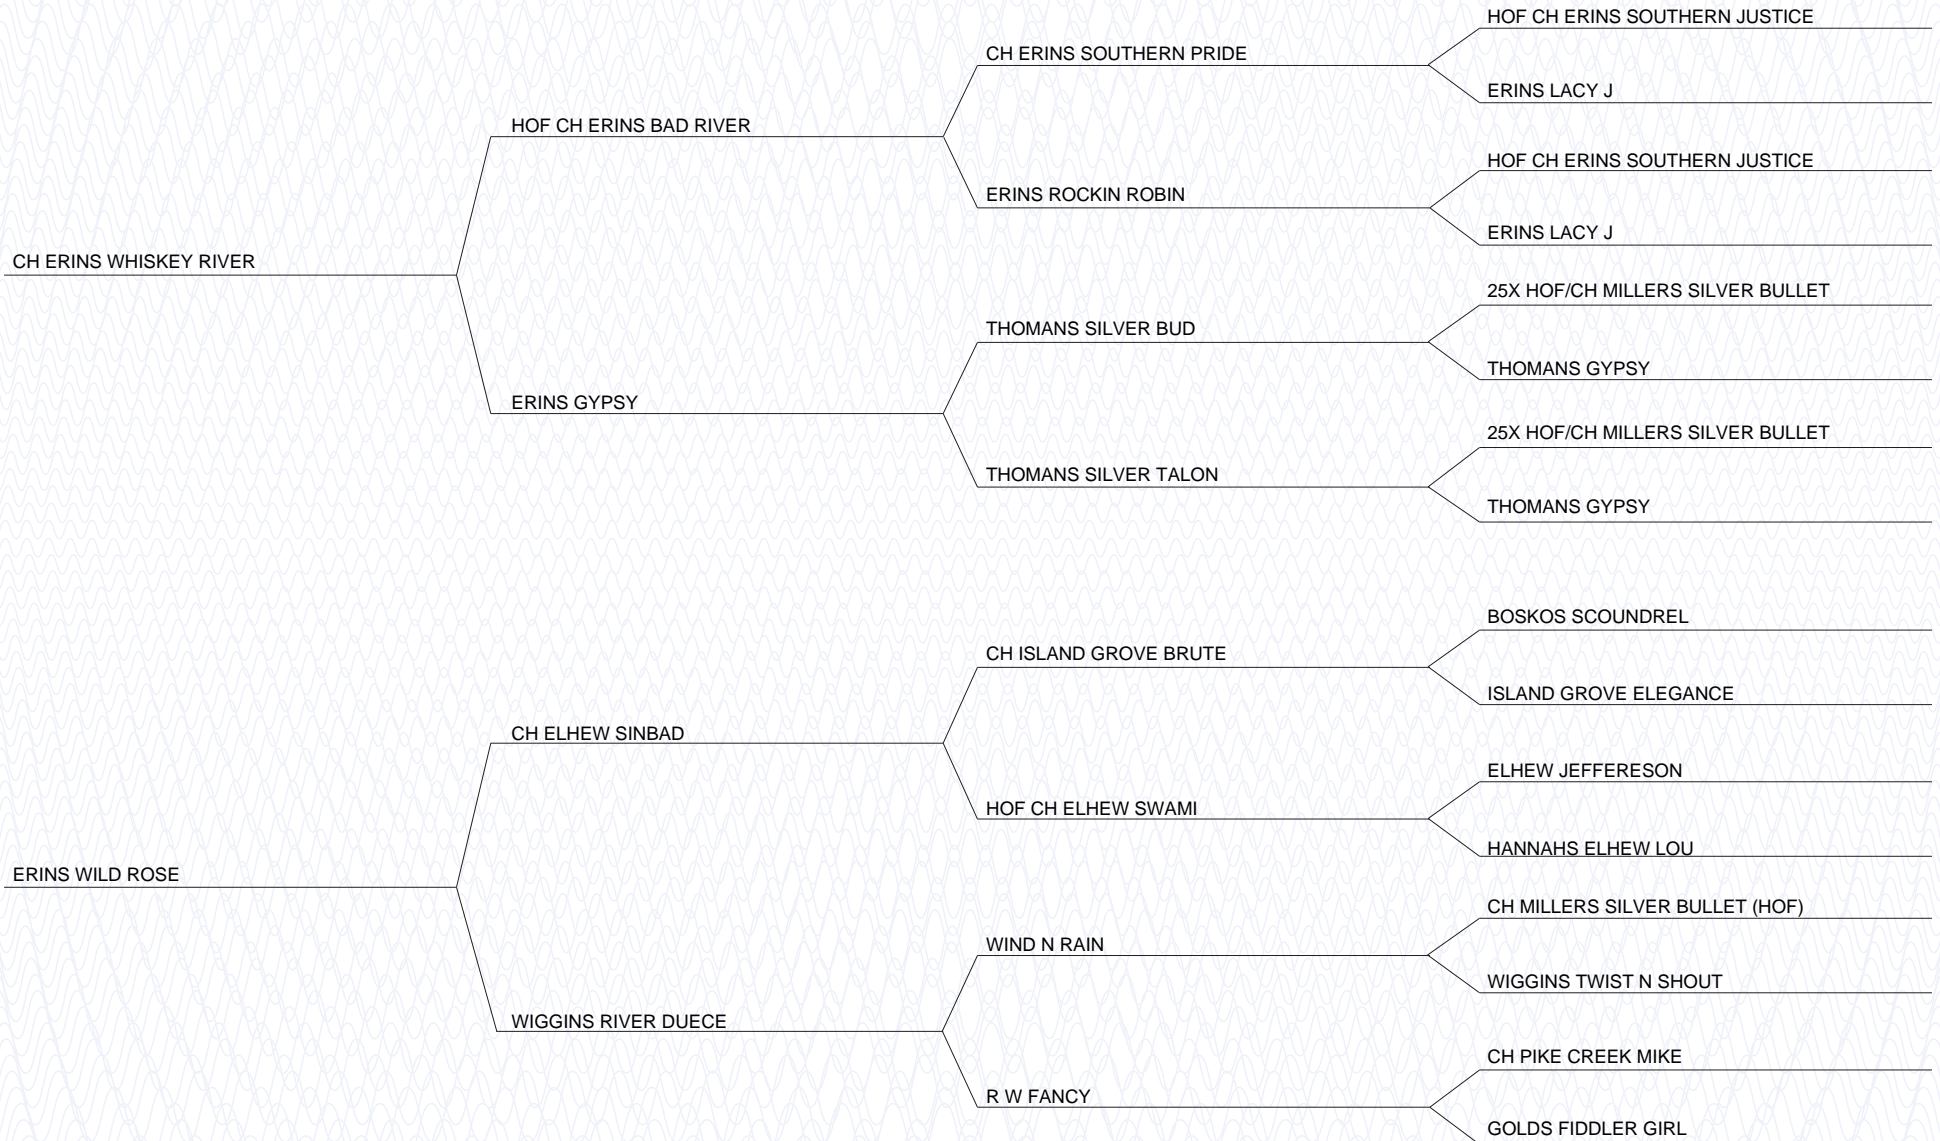 HOF CH ERINS SOUTHERN JUSTICE
CH ERINS SOUTHERN PRIDE
ERINS LACY J
HOF CH ERINS BAD RIVER
HOF CH ERINS SOUTHERN JUSTICE
ERINS ROCKIN ROBIN
ERINS LACY J
CH ERINS WHISKEY RIVER
25X HOF/CH MILLERS SILVER BULLET
THOMANS SILVER BUD
THOMANS GYPSY
ERINS GYPSY
25X HOF/CH MILLERS SILVER BULLET
THOMANS SILVER TALON
THOMANS GYPSY
BOSKOS SCOUNDREL
CH ISLAND GROVE BRUTE
ISLAND GROVE ELEGANCE
CH ELHEW SINBAD
ELHEW JEFFERESON
HOF CH ELHEW SWAMI
HANNAHS ELHEW LOU
ERINS WILD ROSE
CH MILLERS SILVER BULLET (HOF)
WIND N RAIN
WIGGINS TWIST N SHOUT
WIGGINS RIVER DUECE
CH PIKE CREEK MIKE
R W FANCY
GOLDS FIDDLER GIRL